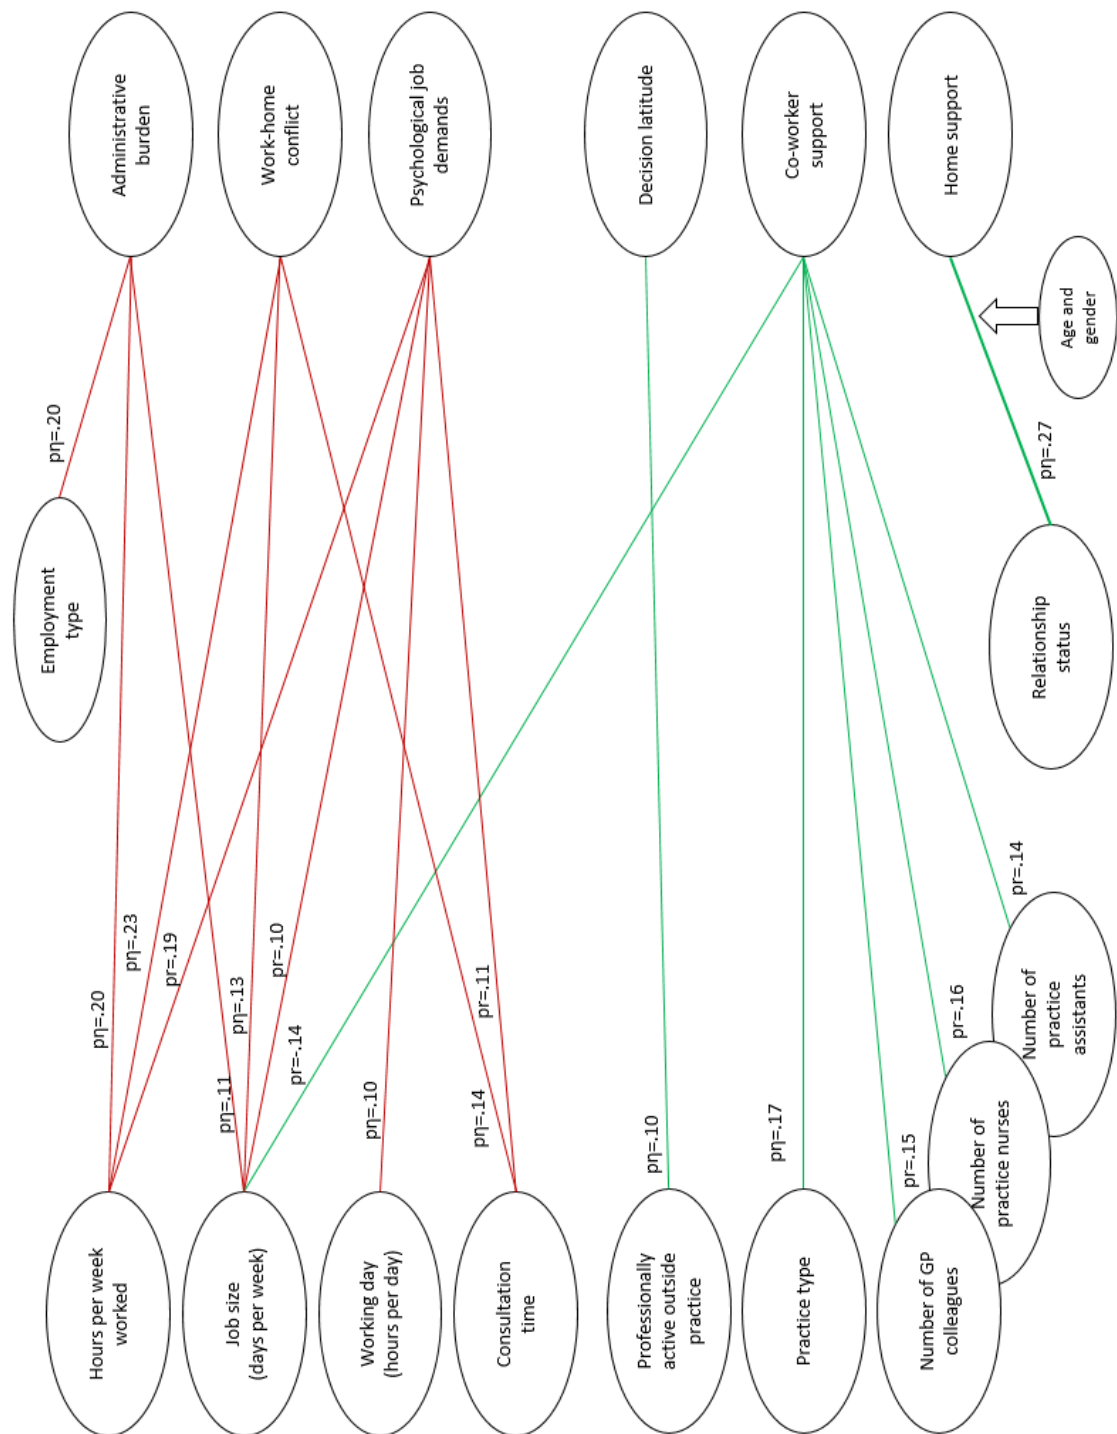 Administrative
burden
Work-home
conflict
Psychological job
demands
Decision latitude
Co-worker
support
Home support
Age and
gender
pη=.20
pη=.27
Employment
type
Relationship
status
pη=.20
pη=.23
pr=.19
pη=.11
pη=.13
pr=.10
pr=-.14
pη=.10
pη=.14
pr=.11
pη=.10
pη=.17
pr=.15
pr=.16
pr=.14
Hours per week
worked
Job size
(days per week)
Working day
(hours per day)
Consultation
time
Professionally
active outside
practice
Practice type
Number of GP
colleagues
Number of
practice nurses
Number of
practice
assistants